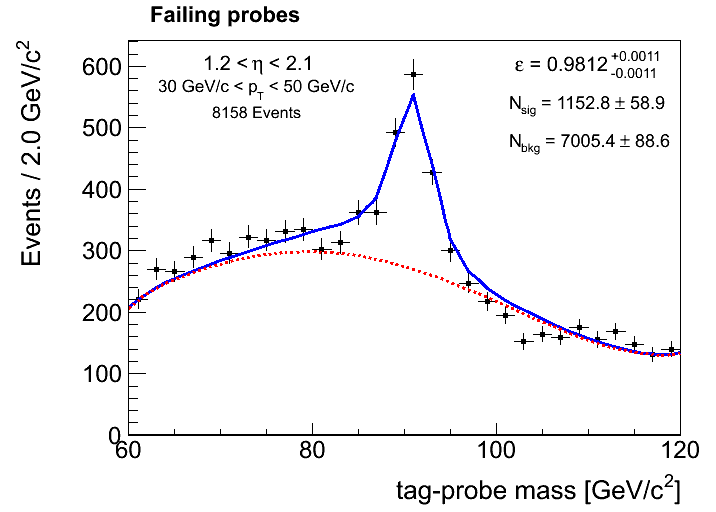 Failing probes
1.2 < η < 2.1
30 GeV/c < p_T < 50 GeV/c
8158 Events
ε = 0.9812 +0.0011 -0.0011
N_sig = 1152.8 ± 58.9
N_bkg = 7005.4 ± 88.6
Events / 2.0 GeV/c²
600
500
400
300
200
100
0
60 80 100 120
tag-probe mass [GeV/c²]